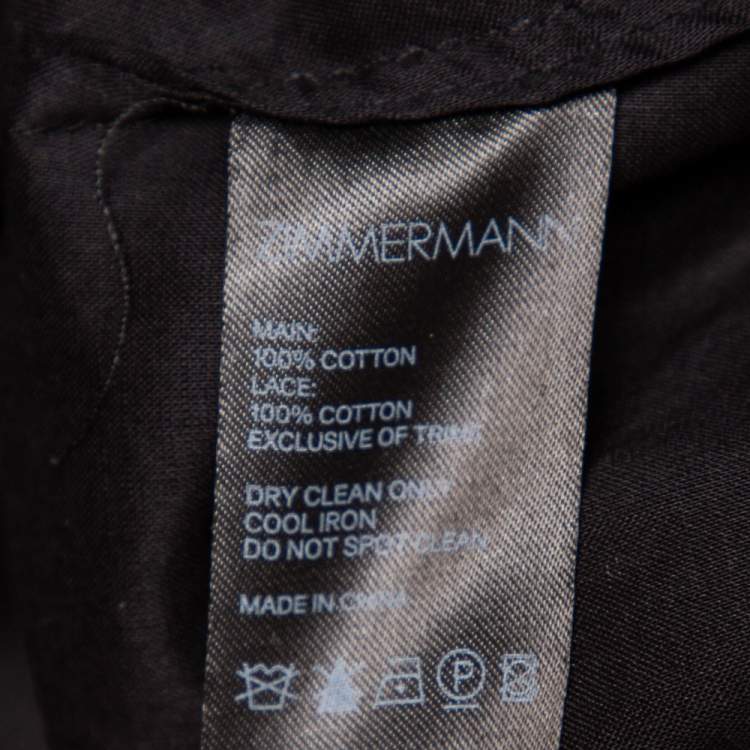 ZIMMERMANN
MAIN:
100% COTTON
LACE:
100% COTTON
EXCLUSIVE OF TRIMS
DRY CLEAN ONLY
COOL IRON
DO NOT SPOT CLEAN
MADE IN CHINA
P